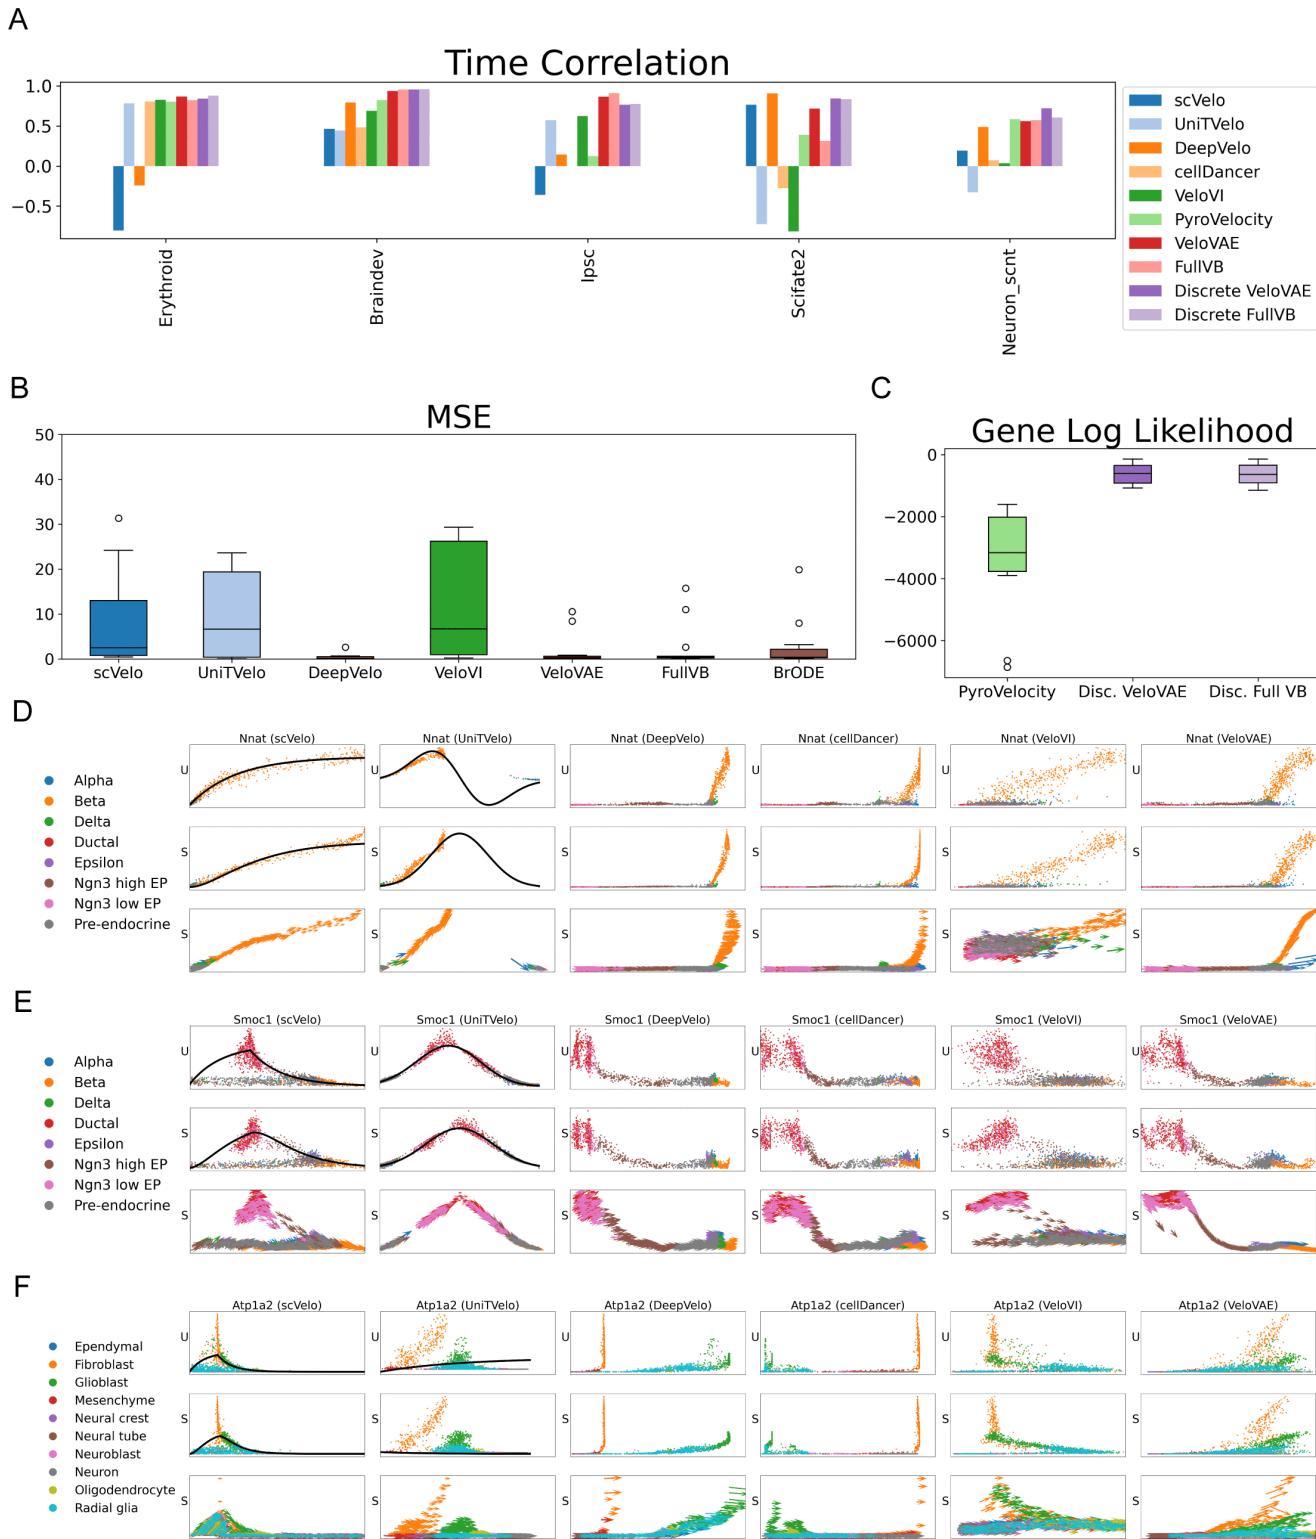 A
Time Correlation
1.0
0.5
0.0
−0.5
Erythroid
Braindev
Ipsc
Scifate2
Neuron_scnt
scVelo
UniTVelo
DeepVelo
cellDancer
VeloVI
PyroVelocity
VeloVAE
FullVB
Discrete VeloVAE
Discrete FullVB
B
MSE
50
40
30
20
10
0
scVelo
UniTVelo
DeepVelo
VeloVI
VeloVAE
FullVB
BrODE
C
Gene Log Likelihood
0
−2000
−4000
−6000
PyroVelocity
Disc. VeloVAE
Disc. Full VB
D
Alpha
Beta
Delta
Ductal
Epsilon
Ngn3 high EP
Ngn3 low EP
Pre-endocrine
Nnat (scVelo)
Nnat (UniTVelo)
Nnat (DeepVelo)
Nnat (cellDancer)
Nnat (VeloVI)
Nnat (VeloVAE)
U U U U U U
S S S S S S
S S S S S S
E
Alpha
Beta
Delta
Ductal
Epsilon
Ngn3 high EP
Ngn3 low EP
Pre-endocrine
Smoc1 (scVelo)
Smoc1 (UniTVelo)
Smoc1 (DeepVelo)
Smoc1 (cellDancer)
Smoc1 (VeloVI)
Smoc1 (VeloVAE)
U U U U U U
S S S S S S
S S S S S S
F
Ependymal
Fibroblast
Glioblast
Mesenchyme
Neural crest
Neural tube
Neuroblast
Neuron
Oligodendrocyte
Radial glia
Atp1a2 (scVelo)
Atp1a2 (UniTVelo)
Atp1a2 (DeepVelo)
Atp1a2 (cellDancer)
Atp1a2 (VeloVI)
Atp1a2 (VeloVAE)
U U U U U U
S S S S S S
S S S S S S